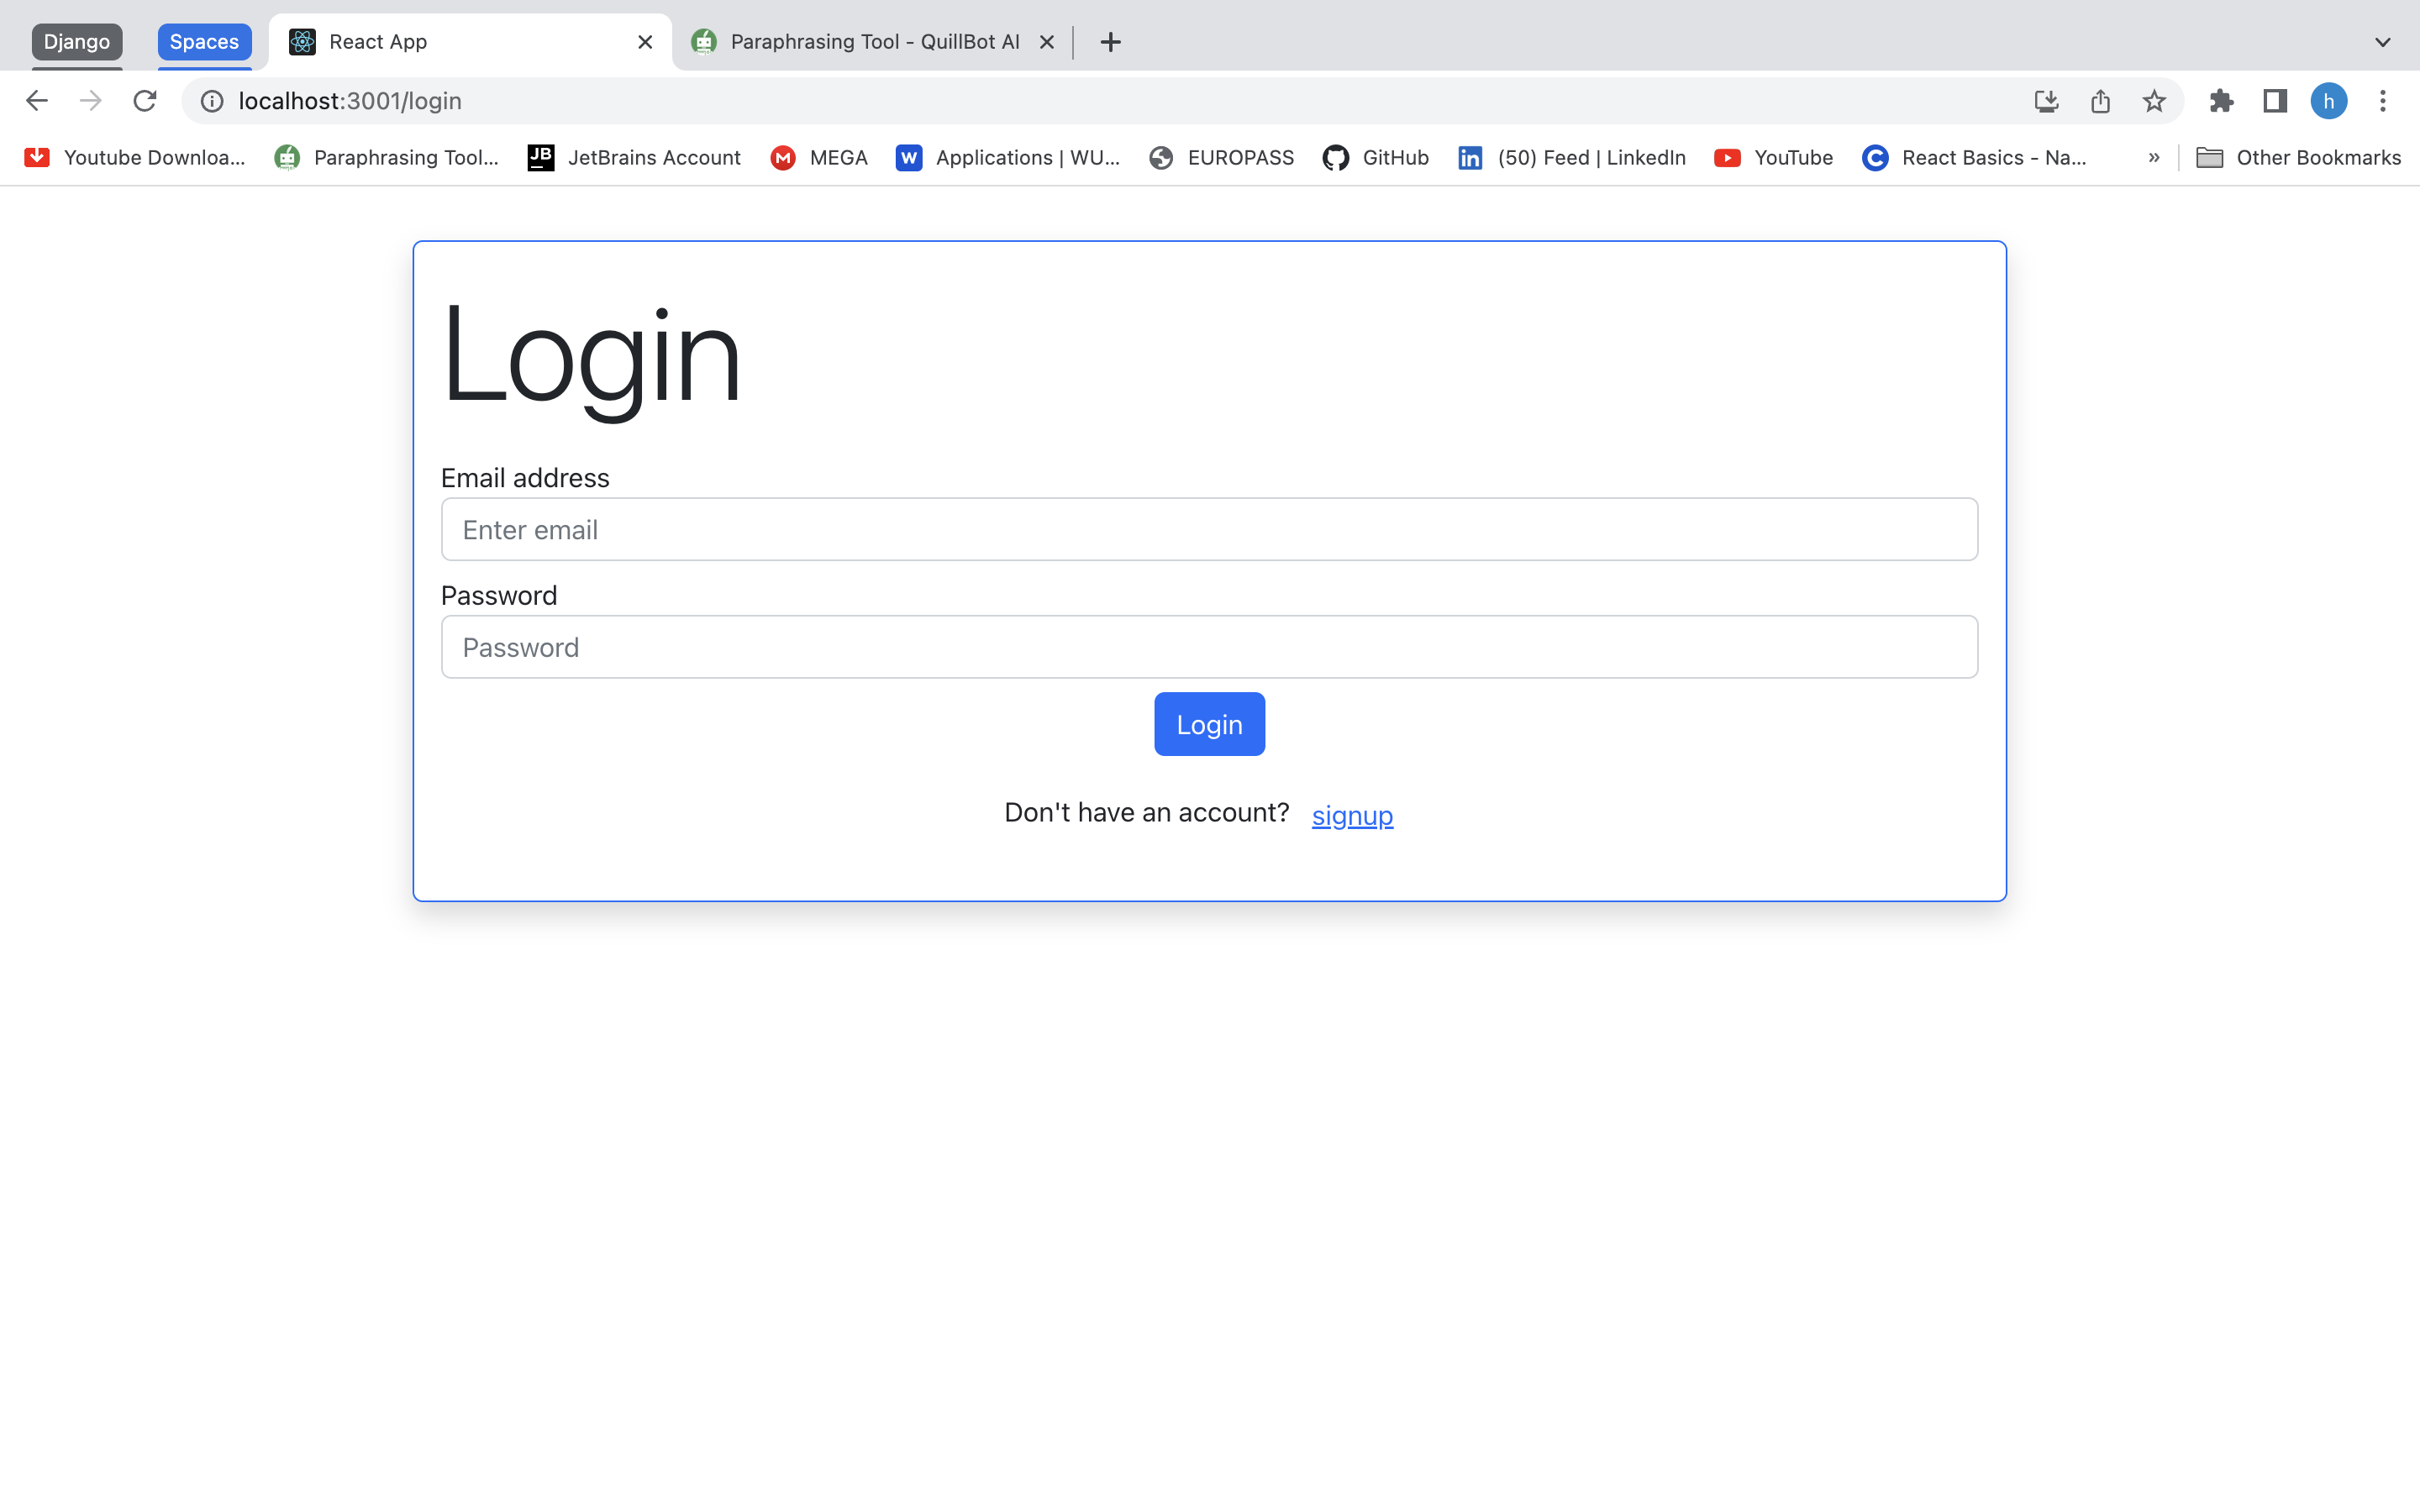 Django Spaces React App Paraphrasing Tool - QuillBot AI
localhost:3001/login h
Youtube Downloa... Paraphrasing Tool... JB JetBrains Account M MEGA W Applications | WU... EUROPASS GitHub in (50) Feed | LinkedIn YouTube C React Basics - Na... » Other Bookmarks
Login
Email address
Enter email
Password
Password
Login
Don't have an account? signup